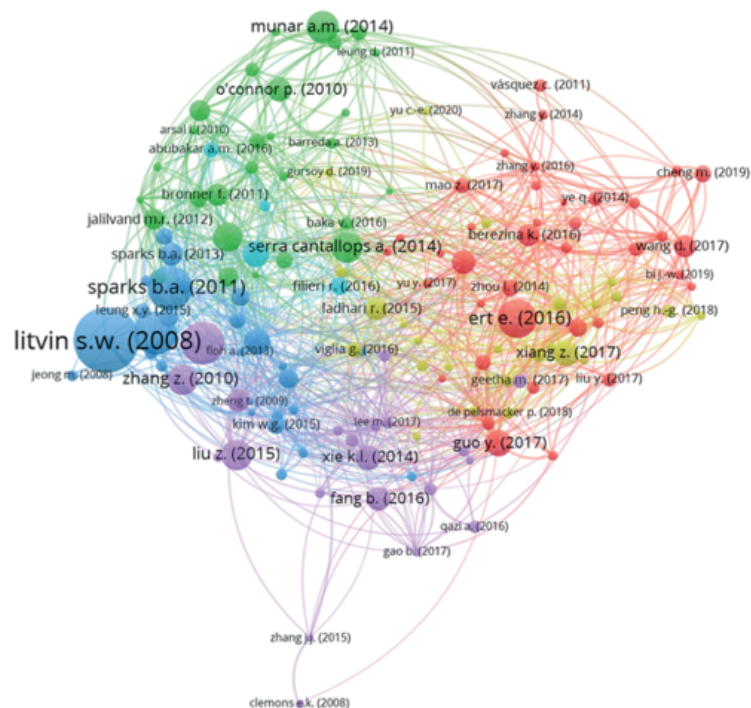 munar a.m. (2014)
leung d. (2011)
o'connor p. (2010)
vásquez c. (2011)
yu c.-e. (2020)
zhang y. (2014)
arsal i. (2010)
abubakar a.m. (2016)
barreda a. (2013)
zhang y. (2016)
gursoy d. (2019)
cheng m. (2019)
bronner f. (2011)
mao z. (2017)
ye q. (2014)
jalilvand m.r. (2012)
baka v. (2016)
berezina k. (2016)
sparks b.a. (2013)
serra cantallops a. (2014)
wang d. (2017)
bi j.-w. (2019)
sparks b.a. (2011)
filieri r. (2016)
yu y. (2017)
zhou l. (2014)
leung x.y. (2015)
ladhari r. (2015)
ert e. (2016)
peng h.-g. (2018)
litvin s.w. (2008)
floh a. (2013)
viglia g. (2016)
xiang z. (2017)
jeong m. (2008)
zhang z. (2010)
geetha m. (2017)
liu y. (2017)
zheng t. (2009)
de pelsmacker p. (2018)
kim w.g. (2015)
lee m. (2017)
guo y. (2017)
liu z. (2015)
xie k.l. (2014)
fang b. (2016)
qazi a. (2016)
gao b. (2017)
zhang j.j. (2015)
clemons e.k. (2008)